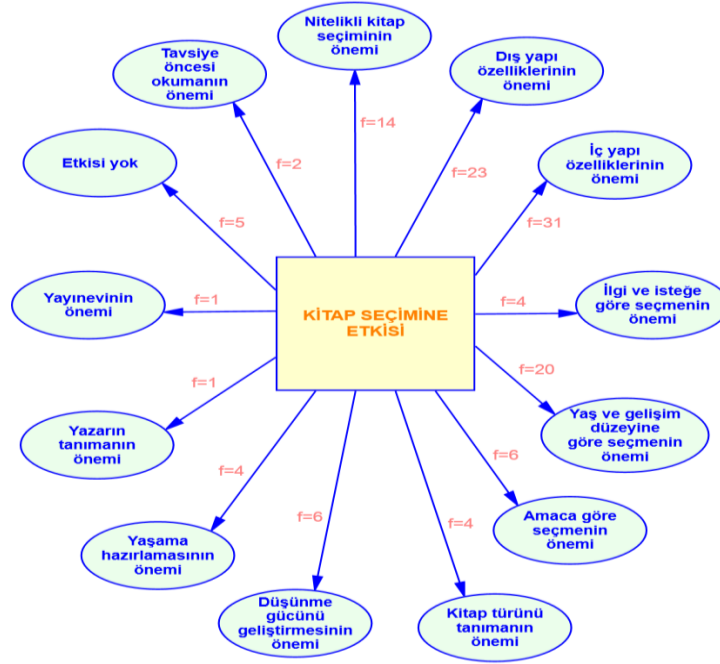 Nitelikli kitap
seçiminin
önemi
Dış yapı
özelliklerinin
önemi
Tavsiye
öncesi
okumanın
önemi
f=14
f=2
f=23
Etkisi yok
İç yapı
özelliklerinin
önemi
f=5
f=31
Yayınevinin
önemi
f=1
KİTAP SEÇİMİNE
ETKİSİ
f=4
İlgi ve isteğe
göre seçmenin
önemi
f=1
f=20
Yazarın
tanımanın
önemi
Yaş ve gelişim
düzeyine
göre seçmenin
önemi
f=4
f=6
f=6
f=4
Yaşama
hazırlamasının
önemi
Amaca göre
seçmenin
önemi
Düşünme
gücünü
geliştirmesinin
önemi
Kitap türünü
tanımanın
önemi